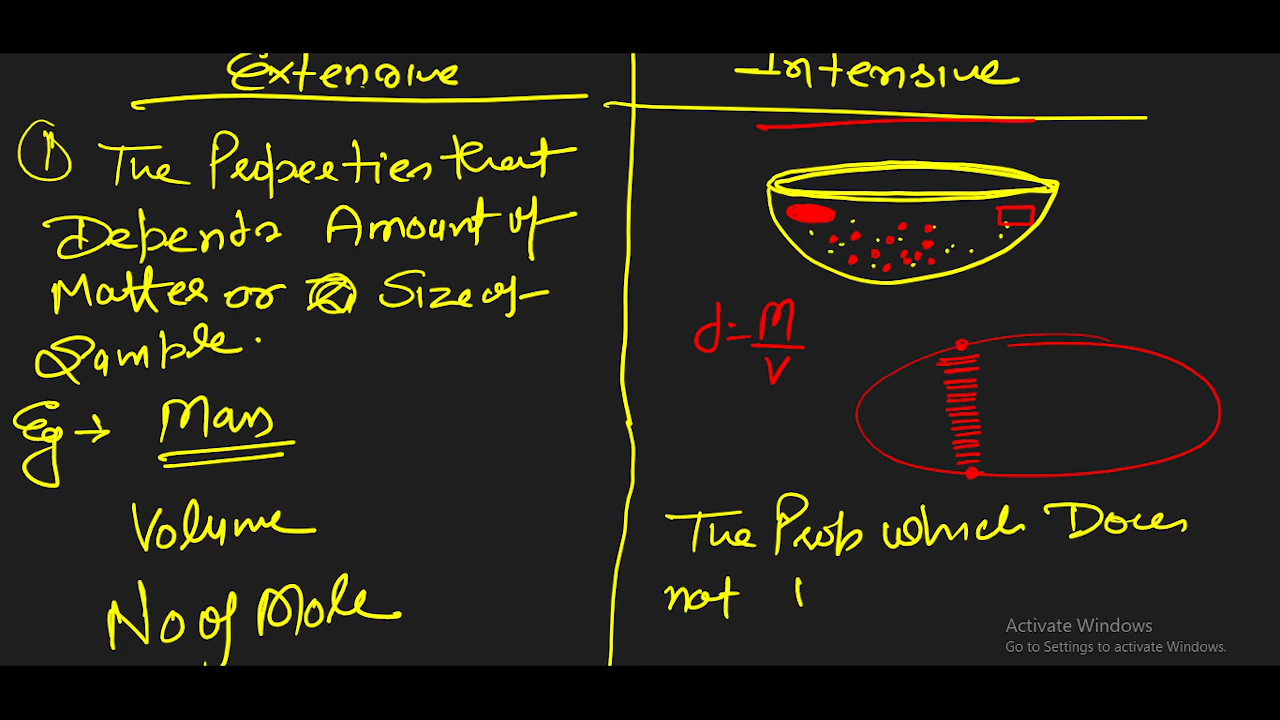 Extensive
Intensive
① The Properties that
Depends Amount of
Matter or Size of
Sample.
Eg → Mass
Volume
No of Mole
d = M
V
The Prop which Does
not
Activate Windows
Go to Settings to activate Windows.